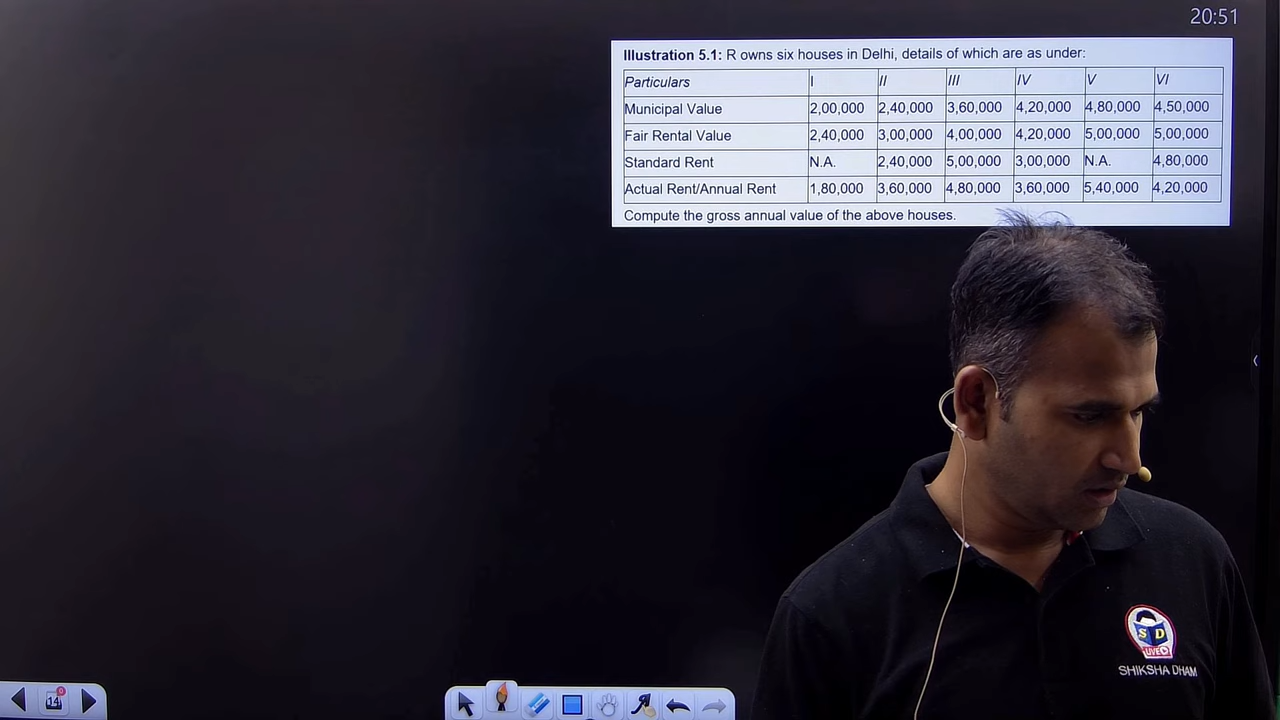 20:51
Illustration 5.1: R owns six houses in Delhi, details of which are as under:
Particulars I II III IV V VI
Municipal Value 2,00,000 2,40,000 3,60,000 4,20,000 4,80,000 4,50,000
Fair Rental Value 2,40,000 3,00,000 4,00,000 4,20,000 5,00,000 5,00,000
Standard Rent N.A. 2,40,000 5,00,000 3,00,000 N.A. 4,80,000
Actual Rent/Annual Rent 1,80,000 3,60,000 4,80,000 3,60,000 5,40,000 4,20,000
Compute the gross annual value of the above houses.
S D
LIVE
SHIKSHA DHAM
14
0